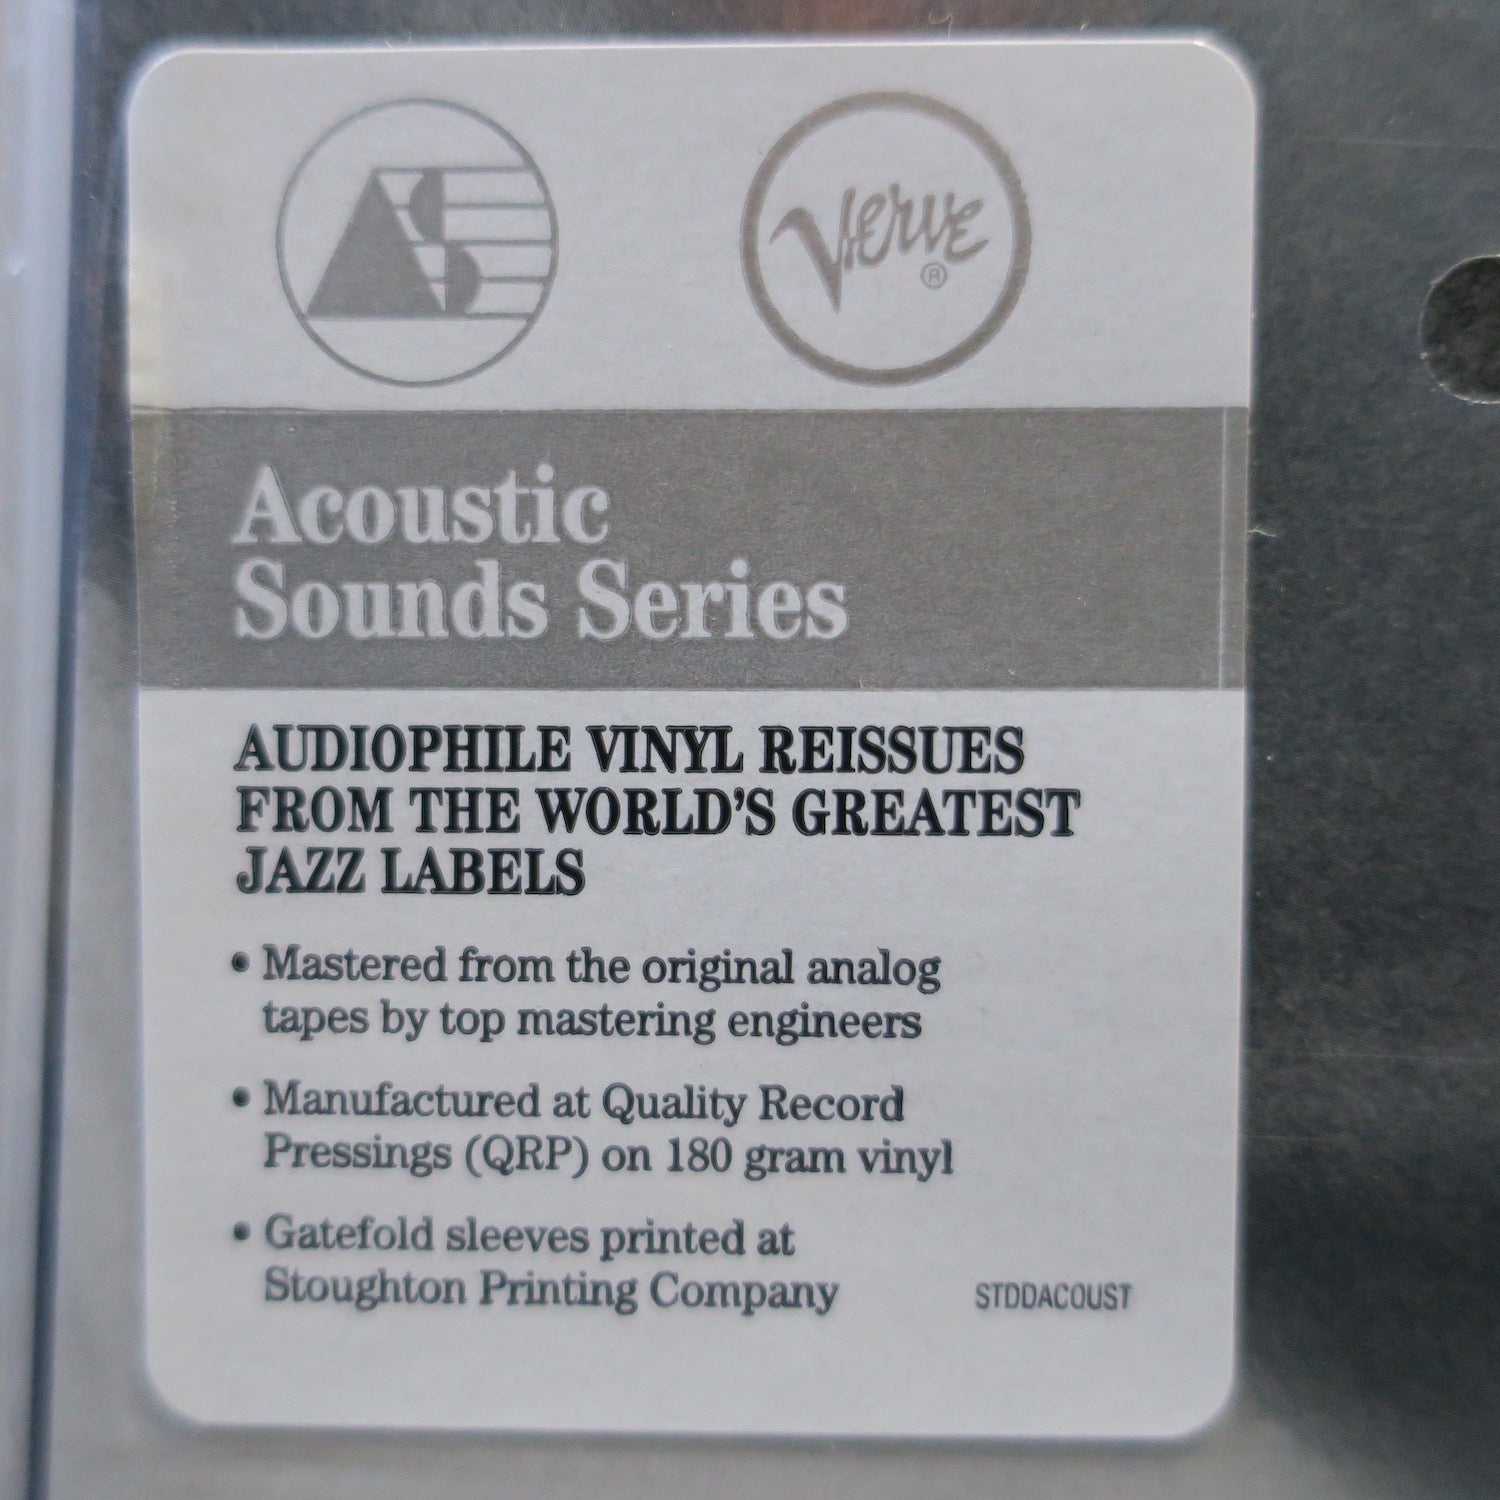 AS
Verve
®
Acoustic
Sounds Series
AUDIOPHILE VINYL REISSUES
FROM THE WORLD'S GREATEST
JAZZ LABELS
• Mastered from the original analog
tapes by top mastering engineers
• Manufactured at Quality Record
Pressings (QRP) on 180 gram vinyl
• Gatefold sleeves printed at
Stoughton Printing Company
STDDACOUST